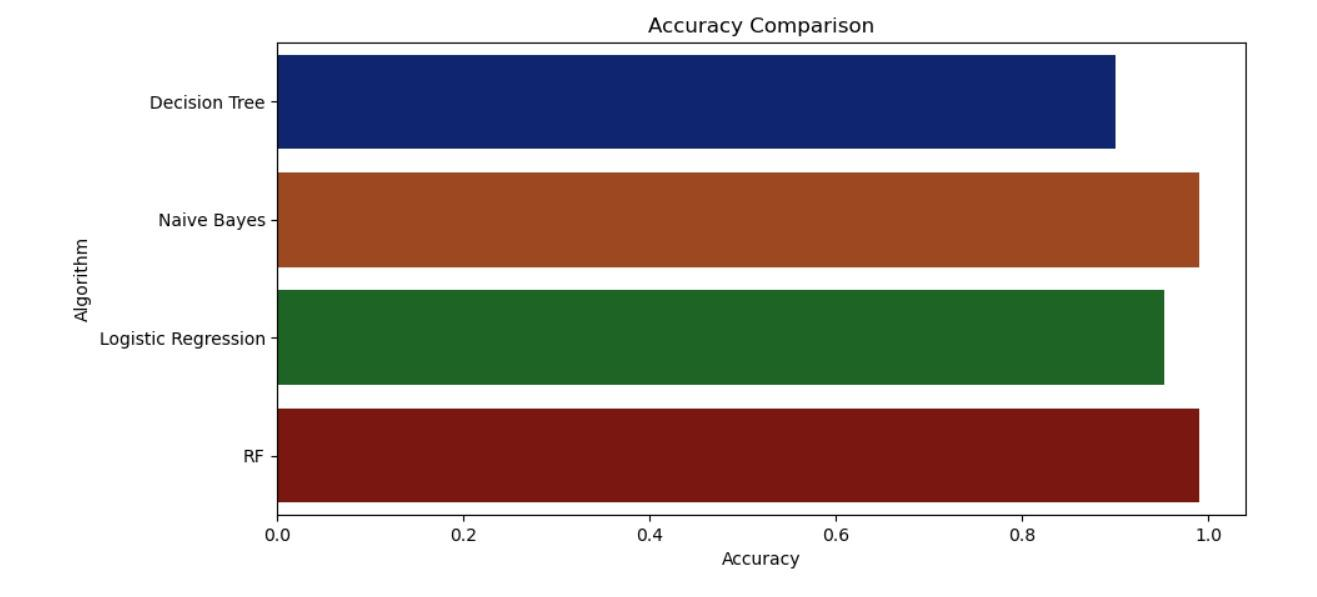 Accuracy Comparison
Decision Tree
Naive Bayes
Logistic Regression
RF
Algorithm
0.0 0.2 0.4 0.6 0.8 1.0
Accuracy